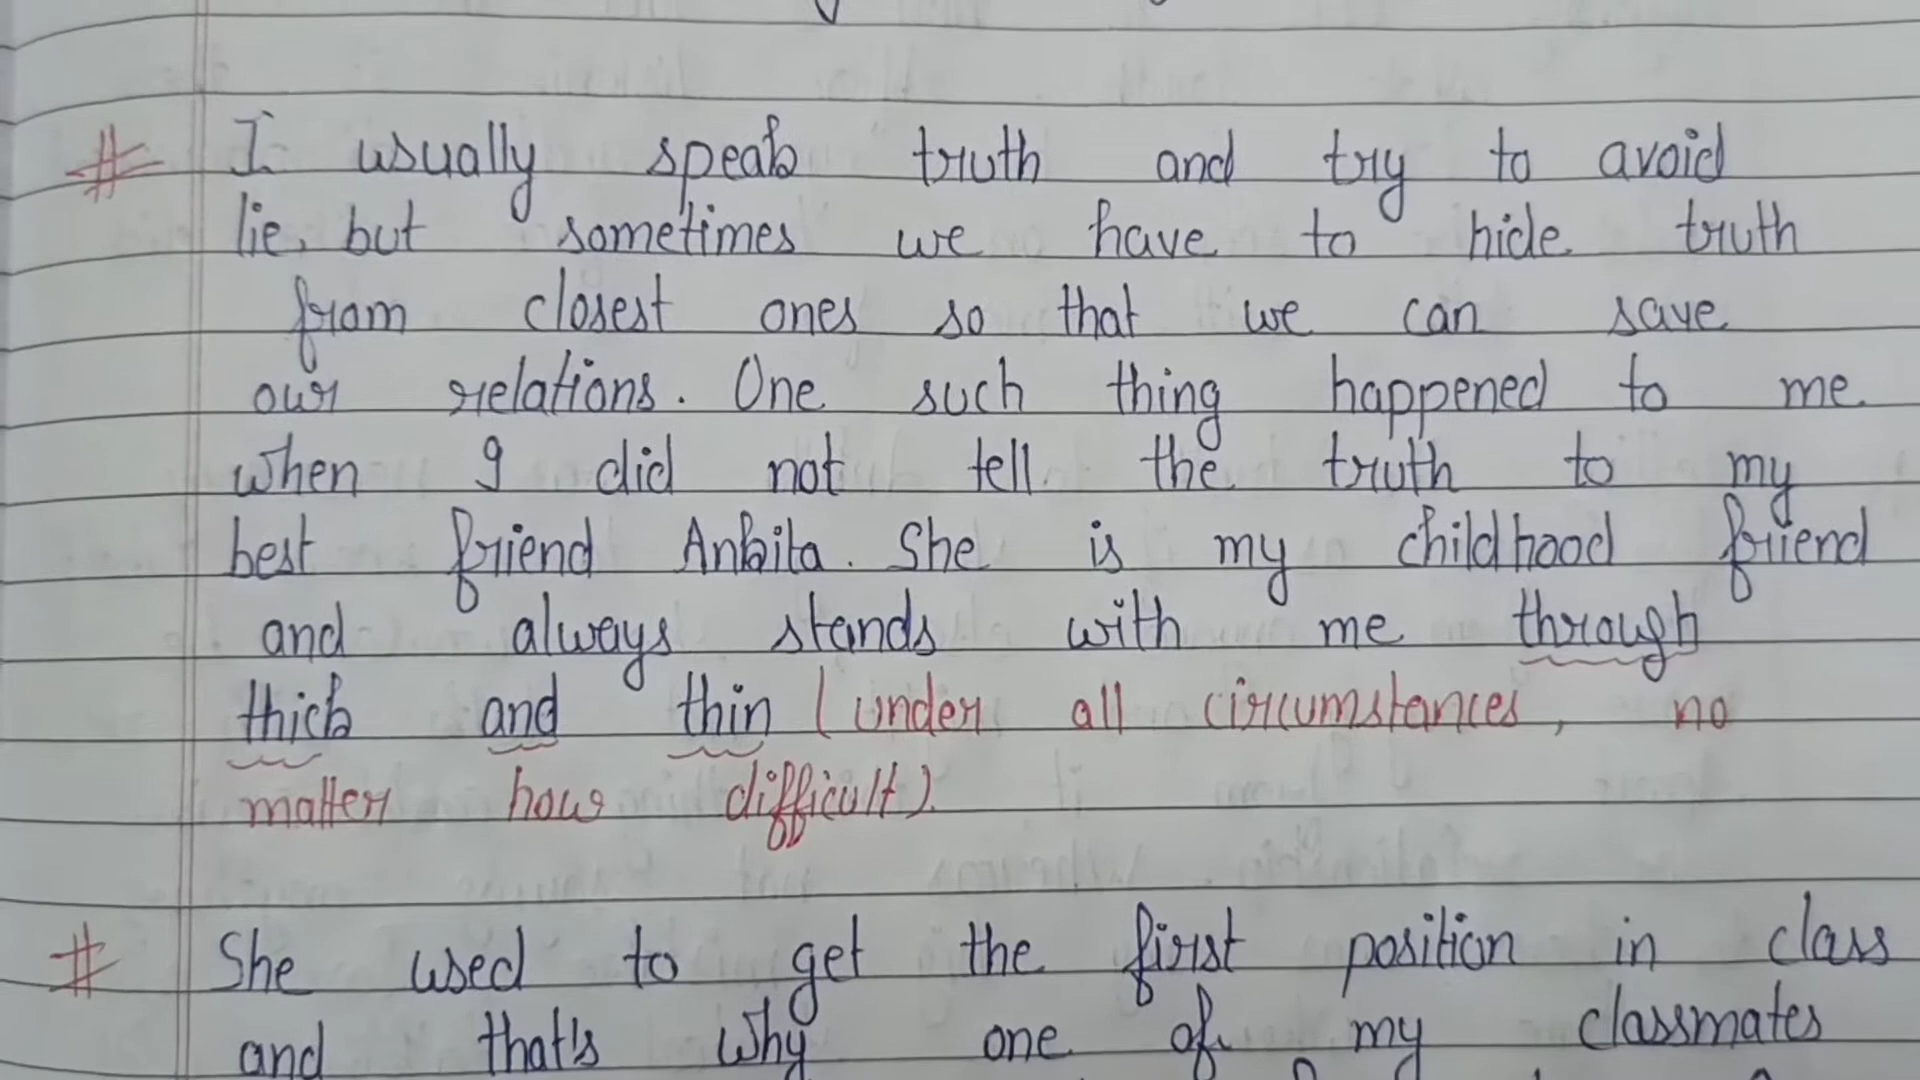 # I usually speak truth and try to avoid
lie, but sometimes we have to hide truth
from closest ones so that we can save
our relations. One such thing happened to me
when I did not tell the truth to my
best friend Ankita. She is my childhood friend
and always stands with me through
thick and thin (under all circumstances, no
matter how difficult).
# She used to get the first position in class
and that's why one of my classmates